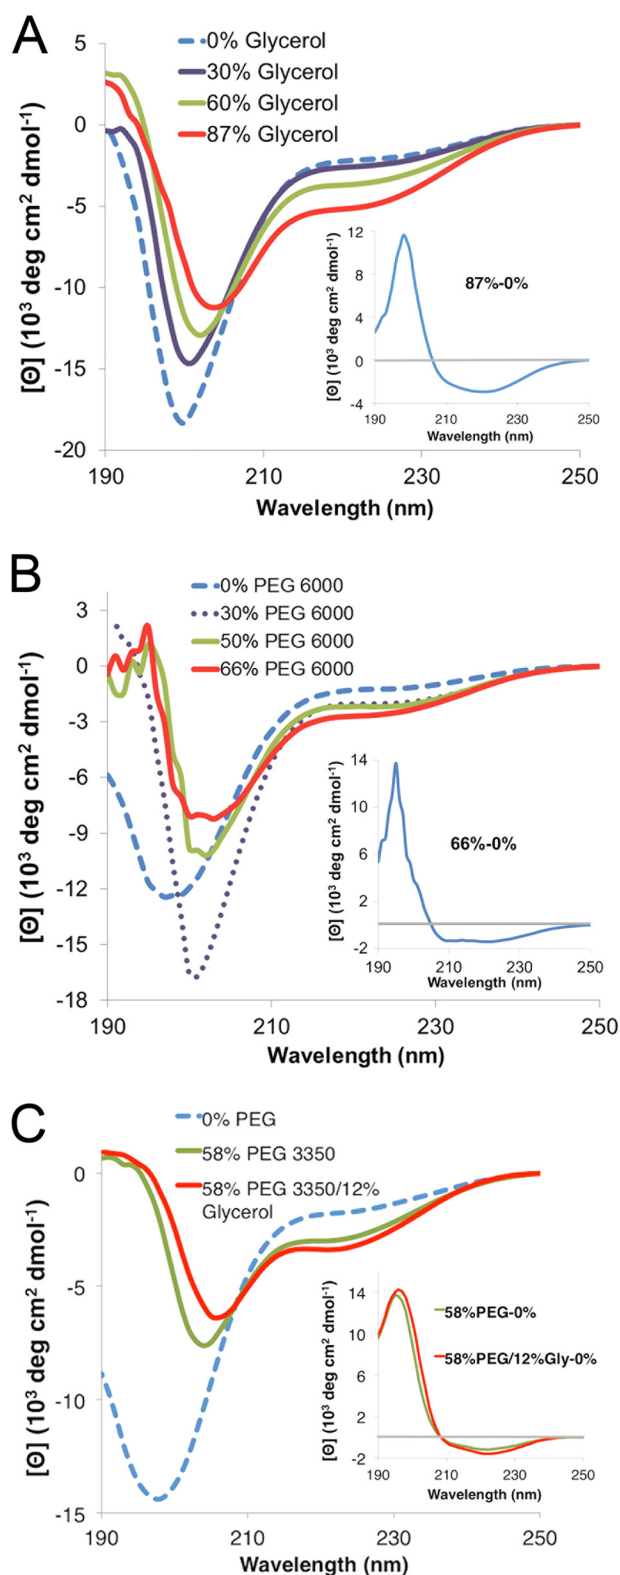 A
0% Glycerol
30% Glycerol
60% Glycerol
87% Glycerol
5
0
-5
-10
-15
-20
[Θ] (10³ deg cm² dmol⁻¹)
190
210
230
250
Wavelength (nm)
12
8
4
0
-4
[Θ] (10³ deg cm² dmol⁻¹)
87%-0%
190
210
230
250
Wavelength (nm)
B
0% PEG 6000
30% PEG 6000
50% PEG 6000
66% PEG 6000
3
0
-3
-6
-9
-12
-15
-18
[Θ] (10³ deg cm² dmol⁻¹)
190
210
230
250
Wavelength (nm)
14
10
6
2
-2
[Θ] (10³ deg cm² dmol⁻¹)
66%-0%
190
210
230
250
Wavelength (nm)
C
0% PEG
58% PEG 3350
58% PEG 3350/12%
Glycerol
0
-5
-10
-15
[Θ] (10³ deg cm² dmol⁻¹)
190
210
230
250
Wavelength (nm)
14
10
6
2
-2
[Θ] (10³ deg cm² dmol⁻¹)
58%PEG-0%
58%PEG/12%Gly-0%
190
210
230
250
Wavelength (nm)